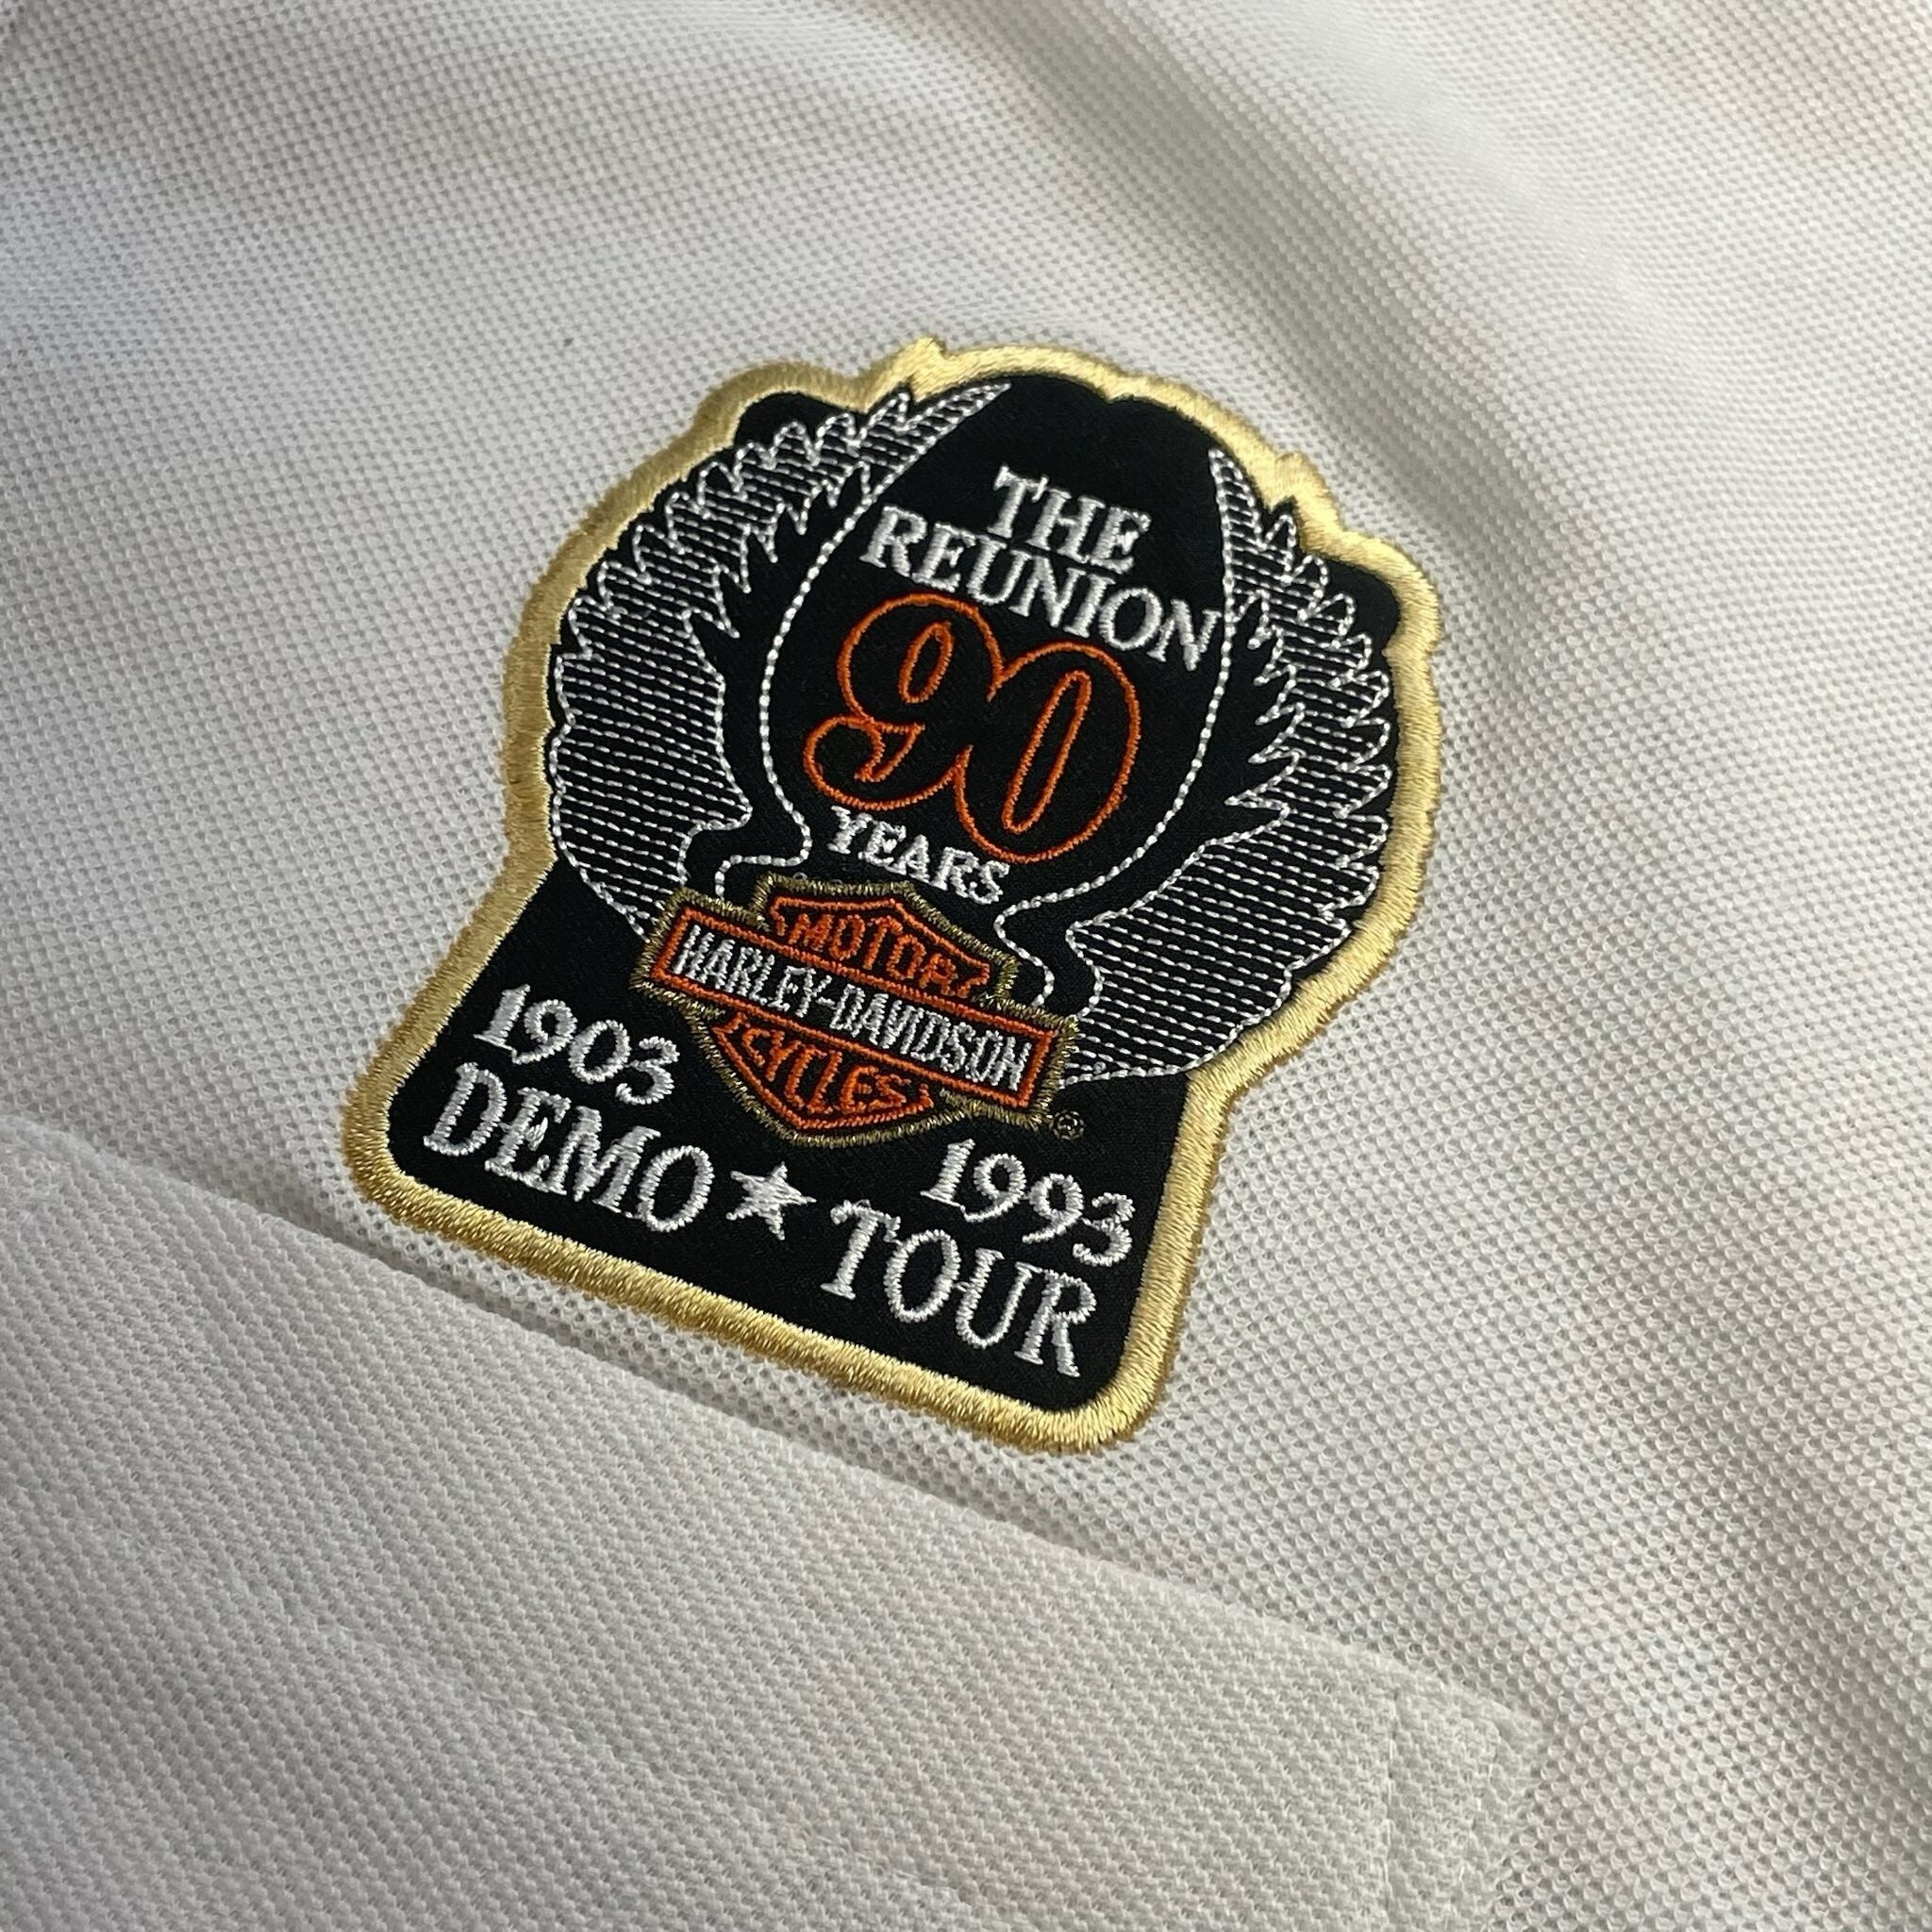 THE
REUNION
90
YEARS
MOTOR
HARLEY-DAVIDSON
CYCLES
®
1903 1993
DEMO★TOUR